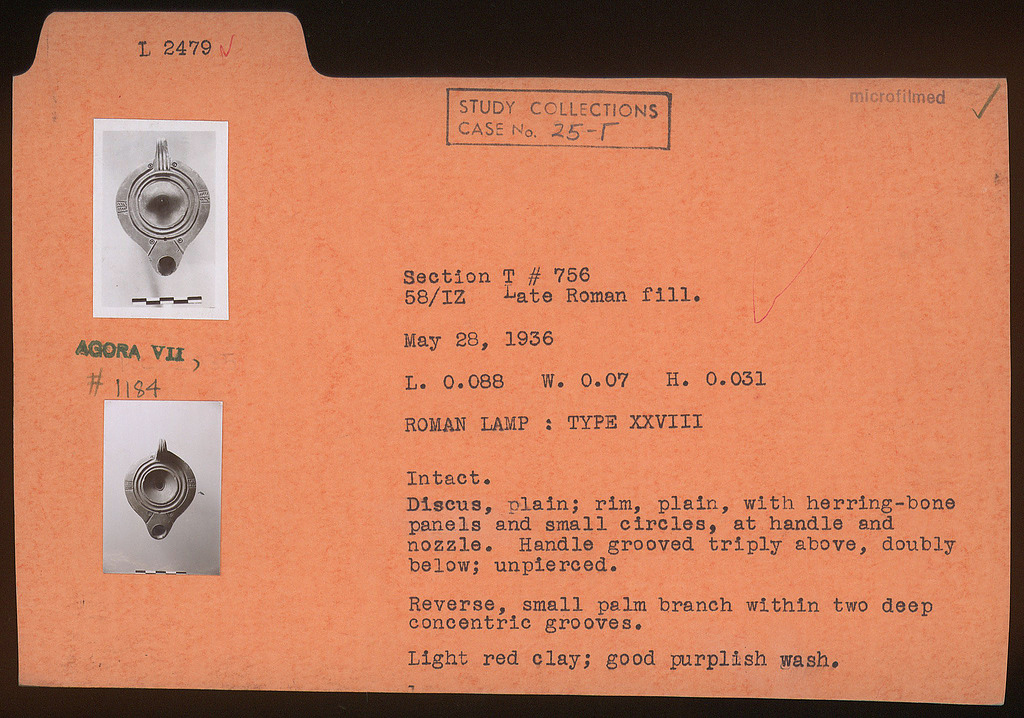 L 2479
microfilmed
STUDY COLLECTIONS
CASE No. 25-Γ
AGORA VII,
# 1184
Section T # 756
58/IZ Late Roman fill.
May 28, 1936
L. 0.088 W. 0.07 H. 0.031
ROMAN LAMP : TYPE XXVIII
Intact.
Discus, plain; rim, plain, with herring-bone
panels and small circles, at handle and
nozzle. Handle grooved triply above, doubly
below; unpierced.
Reverse, small palm branch within two deep
concentric grooves.
Light red clay; good purplish wash.